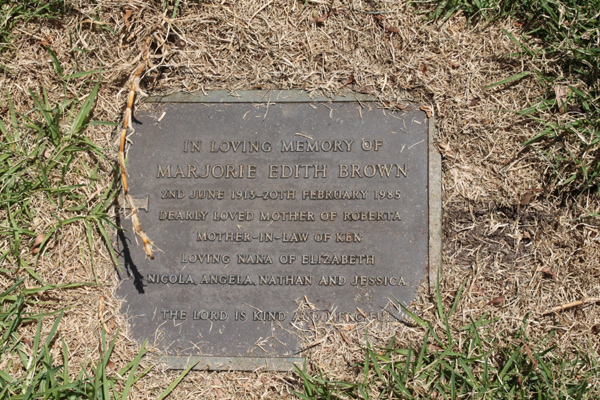 IN LOVING MEMORY OF
MARJORIE EDITH BROWN
2ND JUNE 1913-20TH FEBRUARY 1985
DEARLY LOVED MOTHER OF ROBERTA
MOTHER-IN-LAW OF KEN
LOVING NANA OF ELIZABETH
NICOLA, ANGELA, NATHAN AND JESSICA
THE LORD IS KIND AND